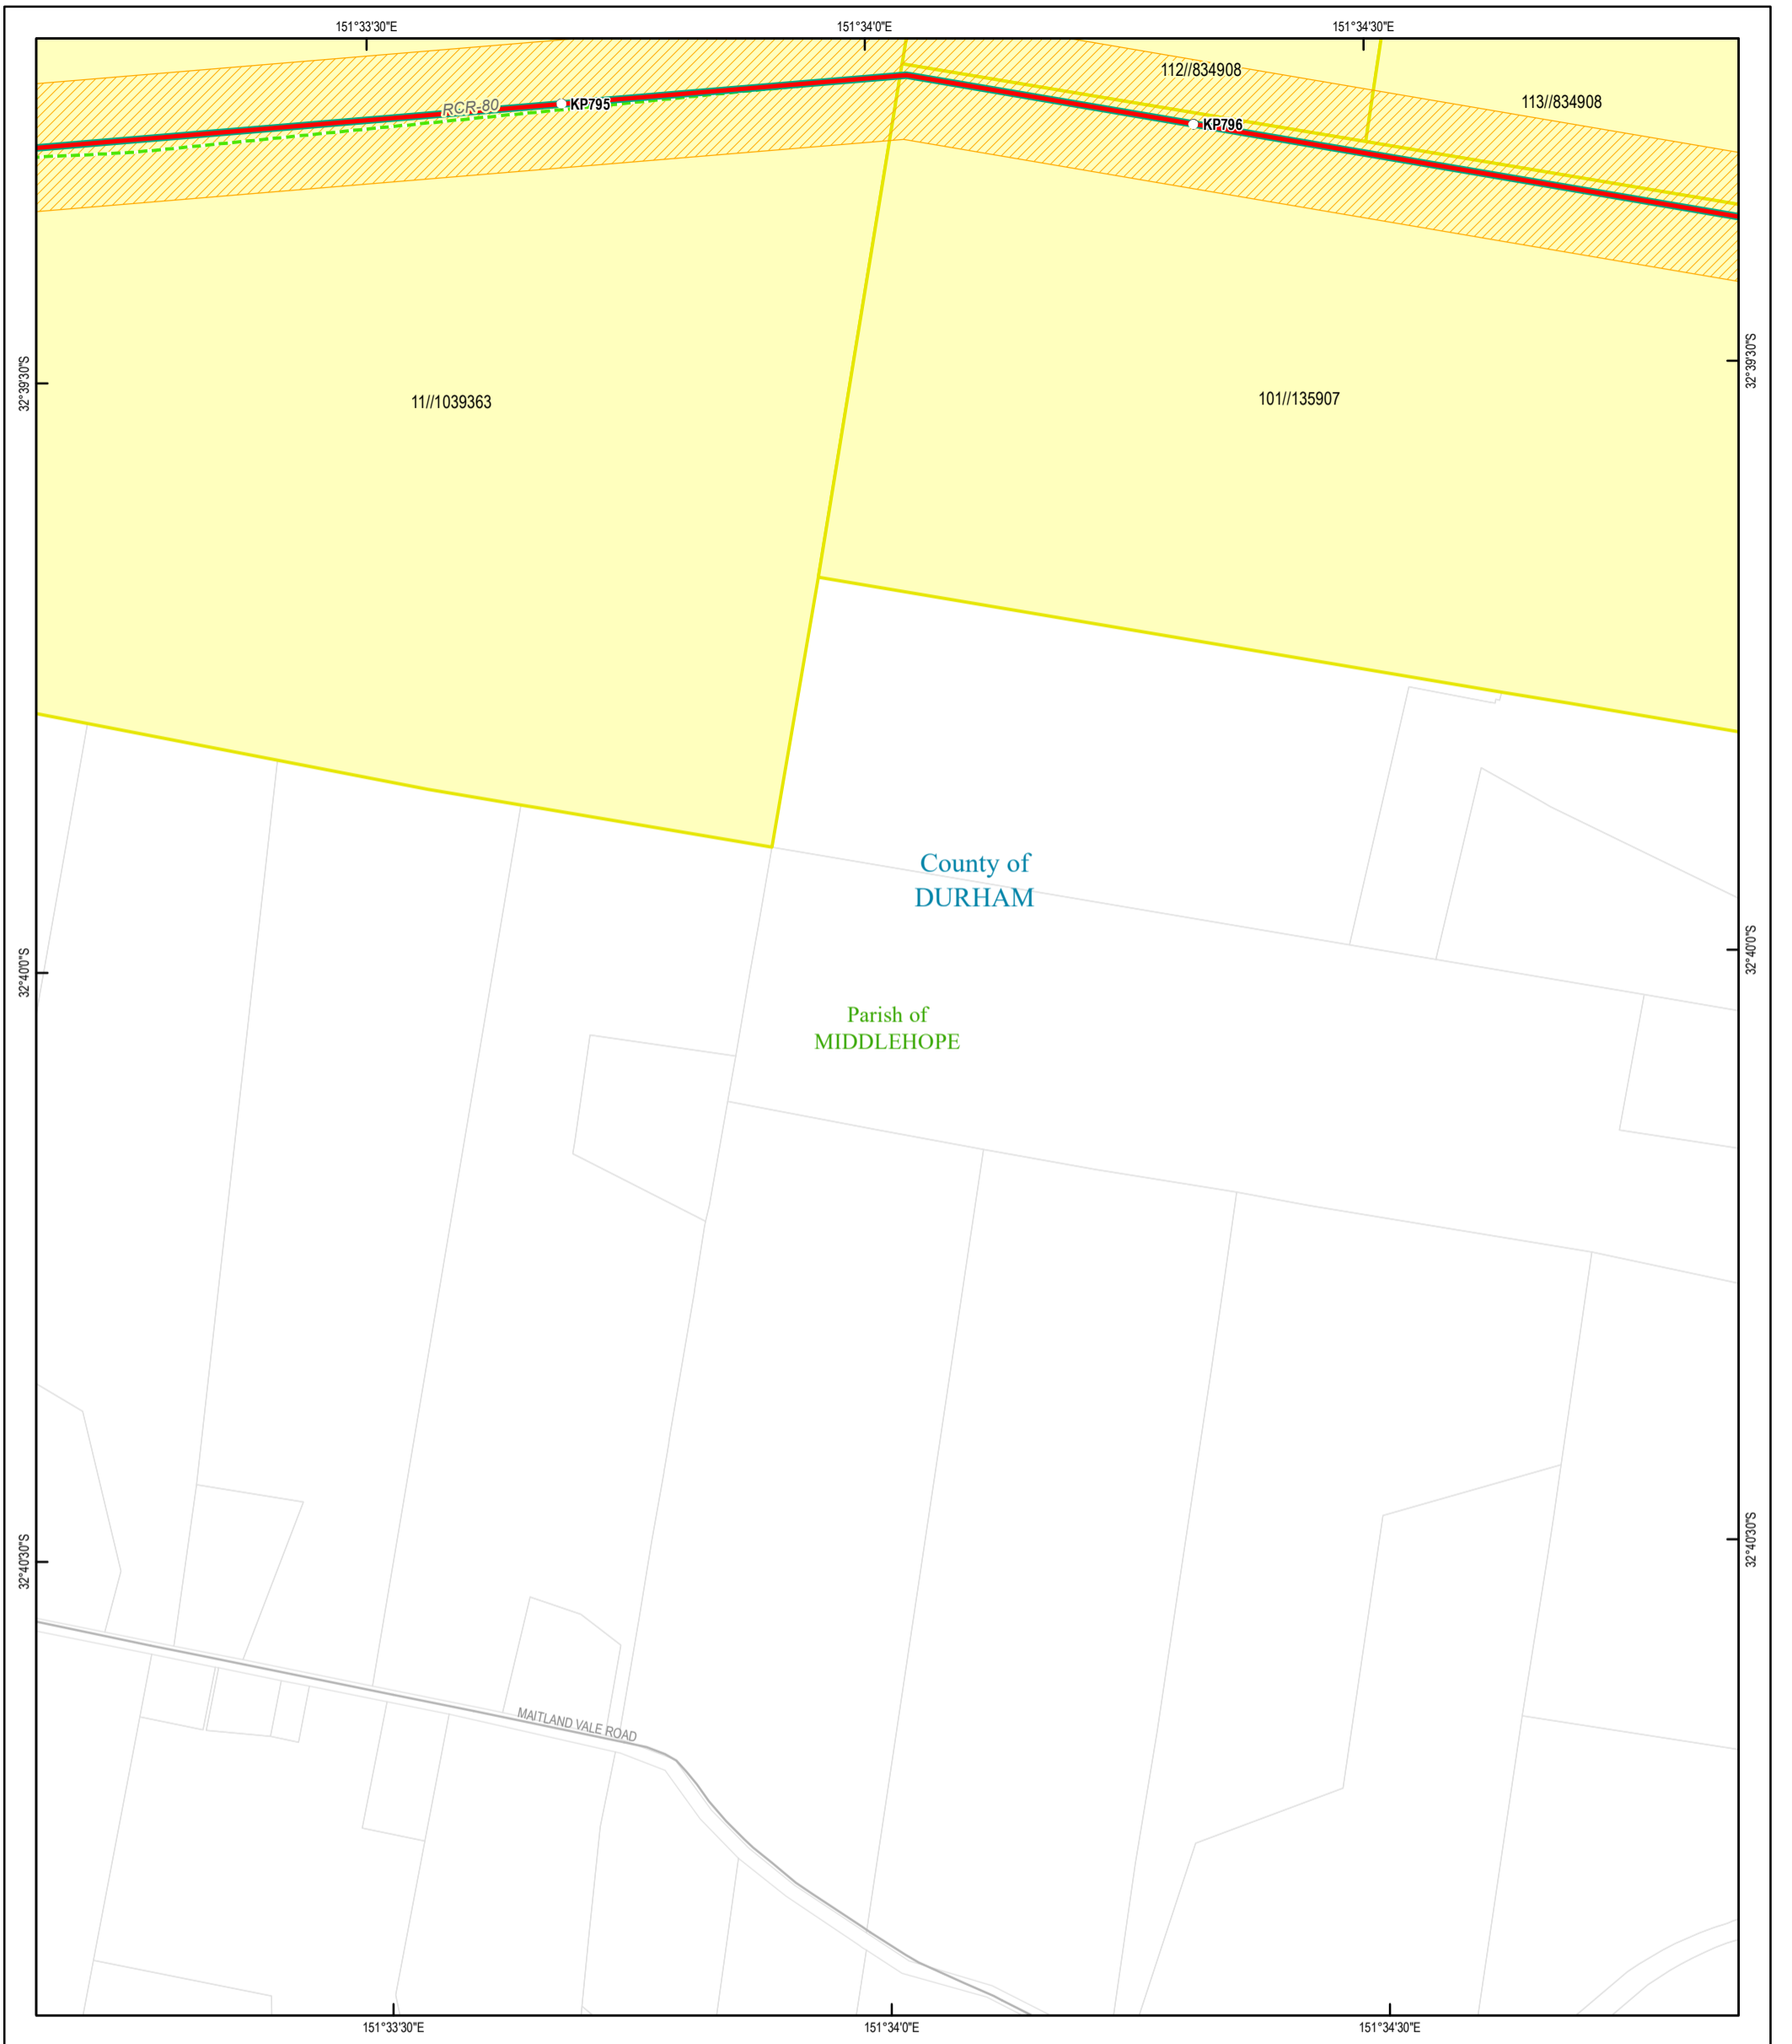 151°33'30"E
151°34'0"E
151°34'30"E
112//834908
113//834908
RCR-80
KP795
KP796
32°39'30"S
32°39'30"S
11//1039363
101//135907
County of
DURHAM
32°40'0"S
32°40'0"S
Parish of
MIDDLEHOPE
32°40'30"S
32°40'30"S
MAITLAND VALE ROAD
151°33'30"E
151°34'0"E
151°34'30"E